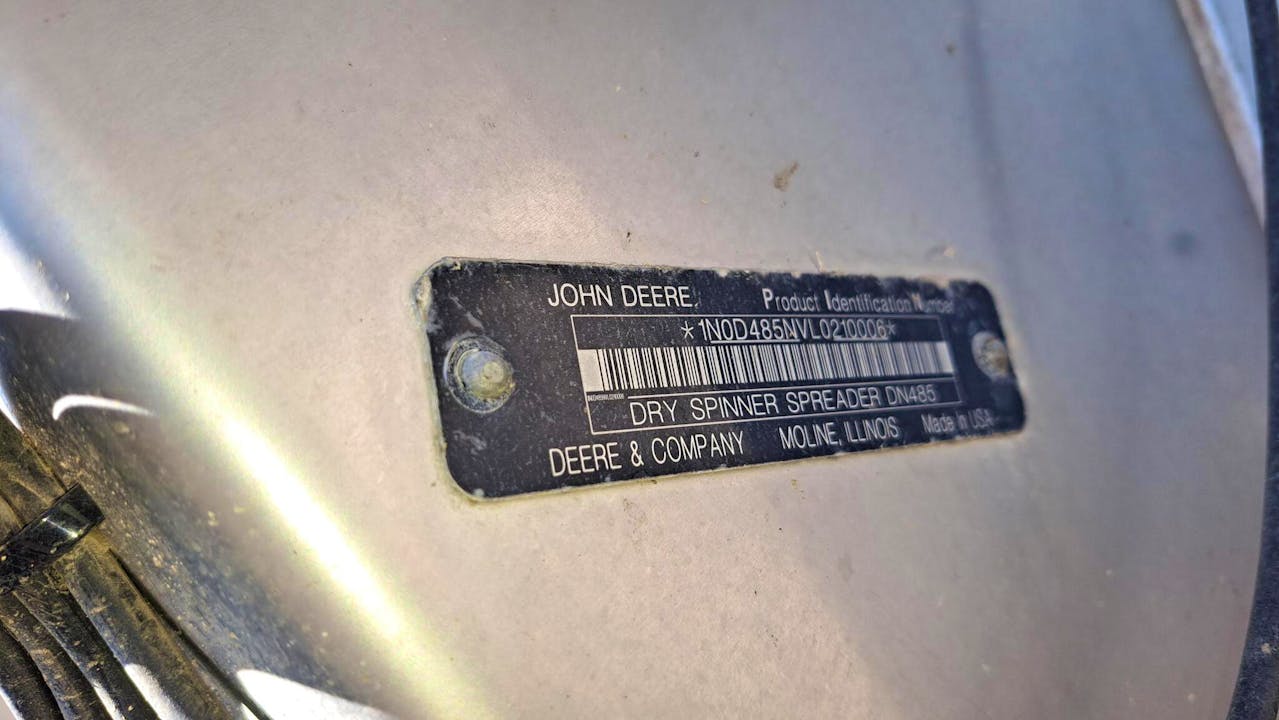 JOHN DEERE Product Identification Number
*1N0D485NVL0210006*
DRY SPINNER SPREADER DN485
DEERE & COMPANY MOLINE, ILLINOIS Made in USA